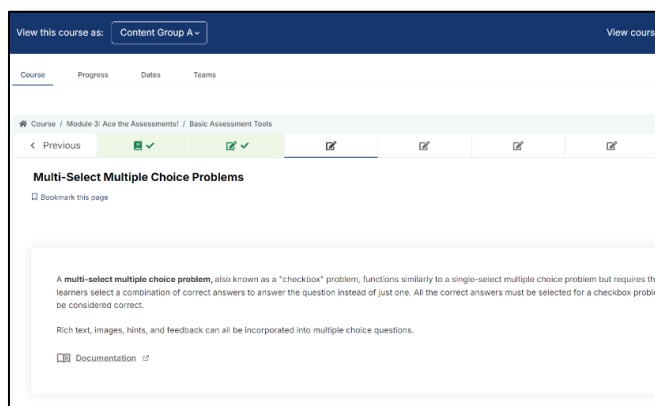 View this course as: Content Group A
View cours
Course Progress Dates Teams
Course / Module 3: Ace the Assessments! / Basic Assessment Tools
Previous
Multi-Select Multiple Choice Problems
Bookmark this page
A multi-select multiple choice problem, also known as a "checkbox" problem, functions similarly to a single-select multiple choice problem but requires th
learners select a combination of correct answers to answer the question instead of just one. All the correct answers must be selected for a checkbox proble
be considered correct.
Rich text, images, hints, and feedback can all be incorporated into multiple choice questions.
Documentation